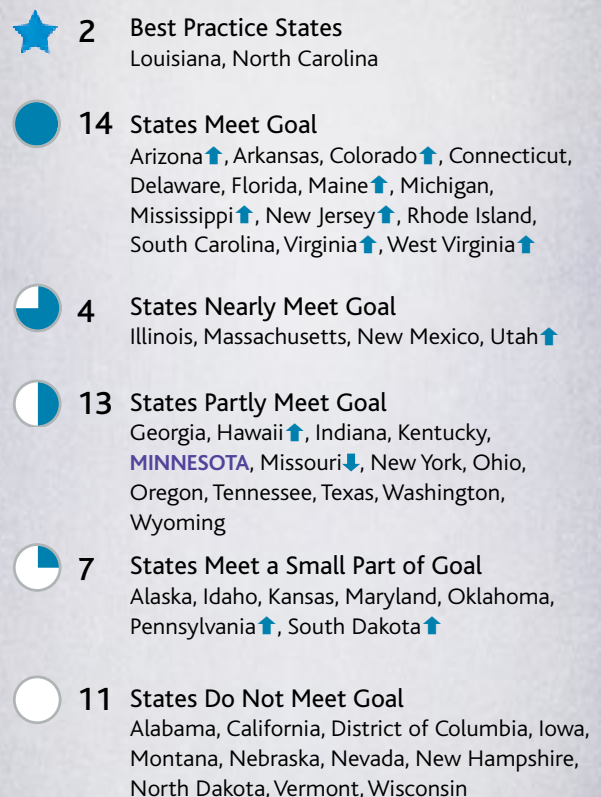 2 Best Practice States
Louisiana, North Carolina
14 States Meet Goal
Arizona⬆, Arkansas, Colorado⬆, Connecticut,
Delaware, Florida, Maine⬆, Michigan,
Mississippi⬆, New Jersey⬆, Rhode Island,
South Carolina, Virginia⬆, West Virginia⬆
4 States Nearly Meet Goal
Illinois, Massachusetts, New Mexico, Utah⬆
13 States Partly Meet Goal
Georgia, Hawaii⬆, Indiana, Kentucky,
MINNESOTA, Missouri⬇, New York, Ohio,
Oregon, Tennessee, Texas, Washington,
Wyoming
7 States Meet a Small Part of Goal
Alaska, Idaho, Kansas, Maryland, Oklahoma,
Pennsylvania⬆, South Dakota⬆
11 States Do Not Meet Goal
Alabama, California, District of Columbia, Iowa,
Montana, Nebraska, Nevada, New Hampshire,
North Dakota, Vermont, Wisconsin